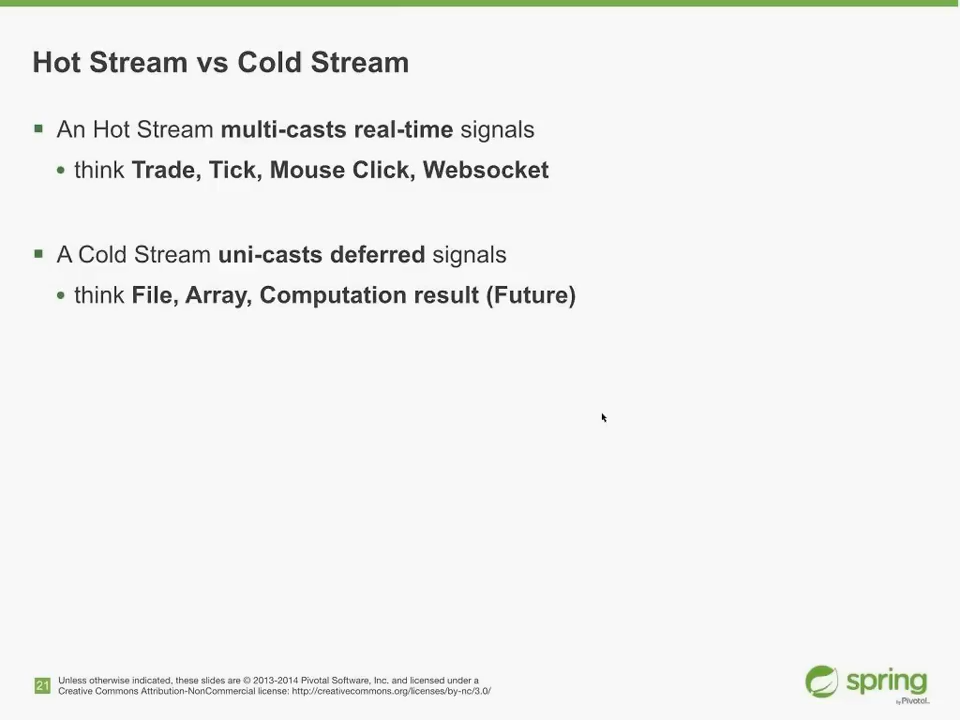 Hot Stream vs Cold Stream
An Hot Stream multi-casts real-time signals
think Trade, Tick, Mouse Click, Websocket
A Cold Stream uni-casts deferred signals
think File, Array, Computation result (Future)
21
Unless otherwise indicated, these slides are © 2013-2014 Pivotal Software, Inc. and licensed under a
Creative Commons Attribution-NonCommercial license: http://creativecommons.org/licenses/by-nc/3.0/
spring
by Pivotal.